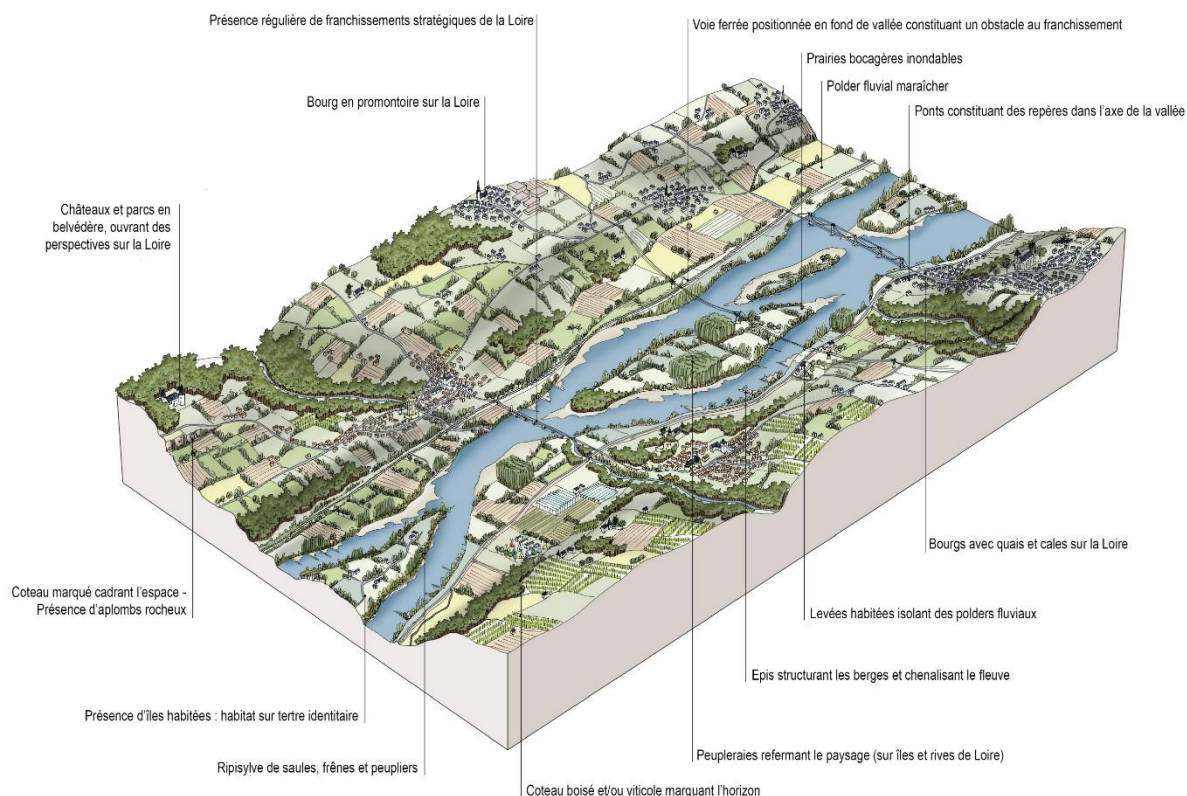 Présence régulière de franchissements stratégiques de la Loire
Voie ferrée positionnée en fond de vallée constituant un obstacle au franchissement
Prairies bocagères inondables
Polder fluvial maraîcher
Bourg en promontoire sur la Loire
Ponts constituant des repères dans l'axe de la vallée
Châteaux et parcs en
belvédère, ouvrant des
perspectives sur la Loire
Bourgs avec quais et cales sur la Loire
Coteau marqué cadrant l'espace -
Présence d'aplombs rocheux
Levées habitées isolant des polders fluviaux
Epis structurant les berges et chenalisant le fleuve
Présence d'îles habitées : habitat sur tertre identitaire
Peupleraies refermant le paysage (sur îles et rives de Loire)
Ripisylve de saules, frênes et peupliers
Coteau boisé et/ou viticole marquant l'horizon